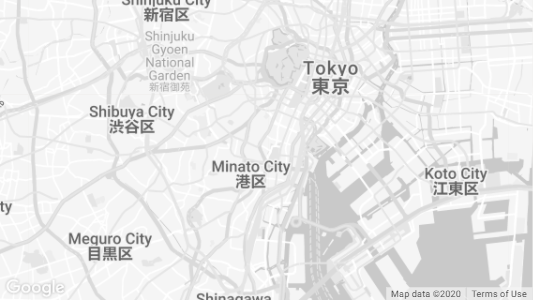 Shinjuku City
新宿区
Shinjuku
Gyoen
National
Garden
新宿御苑
Tokyo
東京
Shibuya City
渋谷区
Minato City
港区
Koto City
江東区
ty
Meguro City
目黒区
Shinagawa
Google
Map data ©2020
Terms of Use